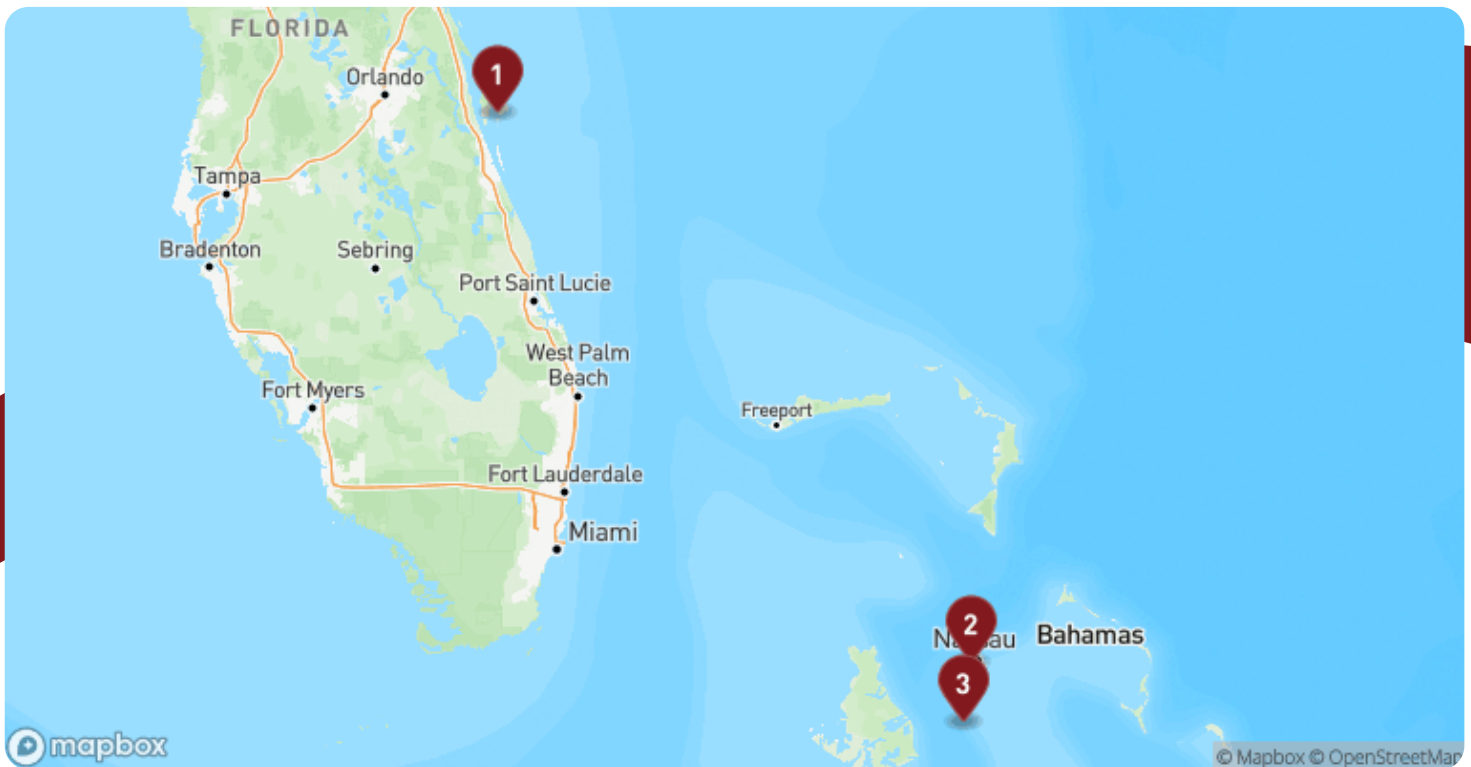 FLORIDA
1
Orlando
Tampa
Bradenton
Sebring
Port Saint Lucie
West Palm
Beach
Fort Myers
Freeport
Fort Lauderdale
Miami
2
Bahamas
3
mapbox
© Mapbox © OpenStreetMap